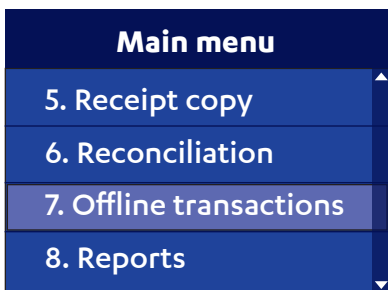 Main menu
5. Receipt copy
6. Reconciliation
7. Offline transactions
8. Reports